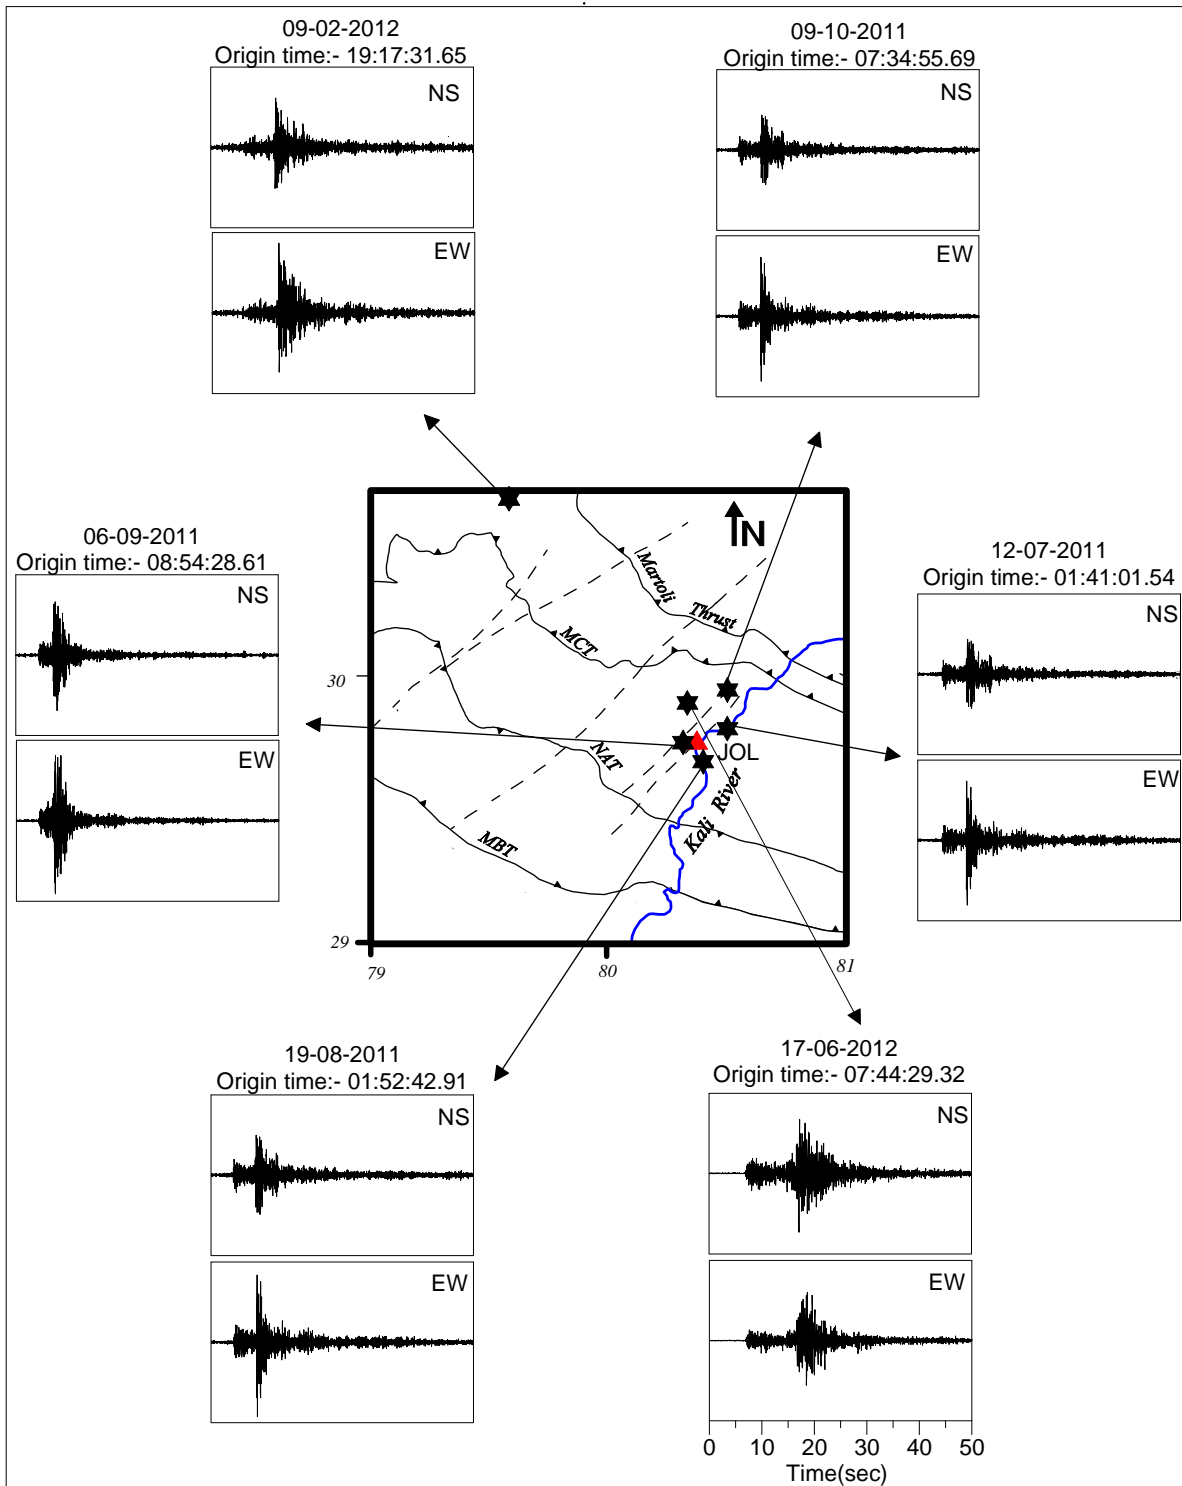 09-02-2012
Origin time:- 19:17:31.65
NS
EW
09-10-2011
Origin time:- 07:34:55.69
NS
EW
06-09-2011
Origin time:- 08:54:28.61
NS
EW
N
Martoli Thrust
MCT
NAT
MBT
JOL
Kali River
30
29
79
80
81
12-07-2011
Origin time:- 01:41:01.54
NS
EW
19-08-2011
Origin time:- 01:52:42.91
NS
EW
17-06-2012
Origin time:- 07:44:29.32
NS
EW
0 10 20 30 40 50
Time(sec)